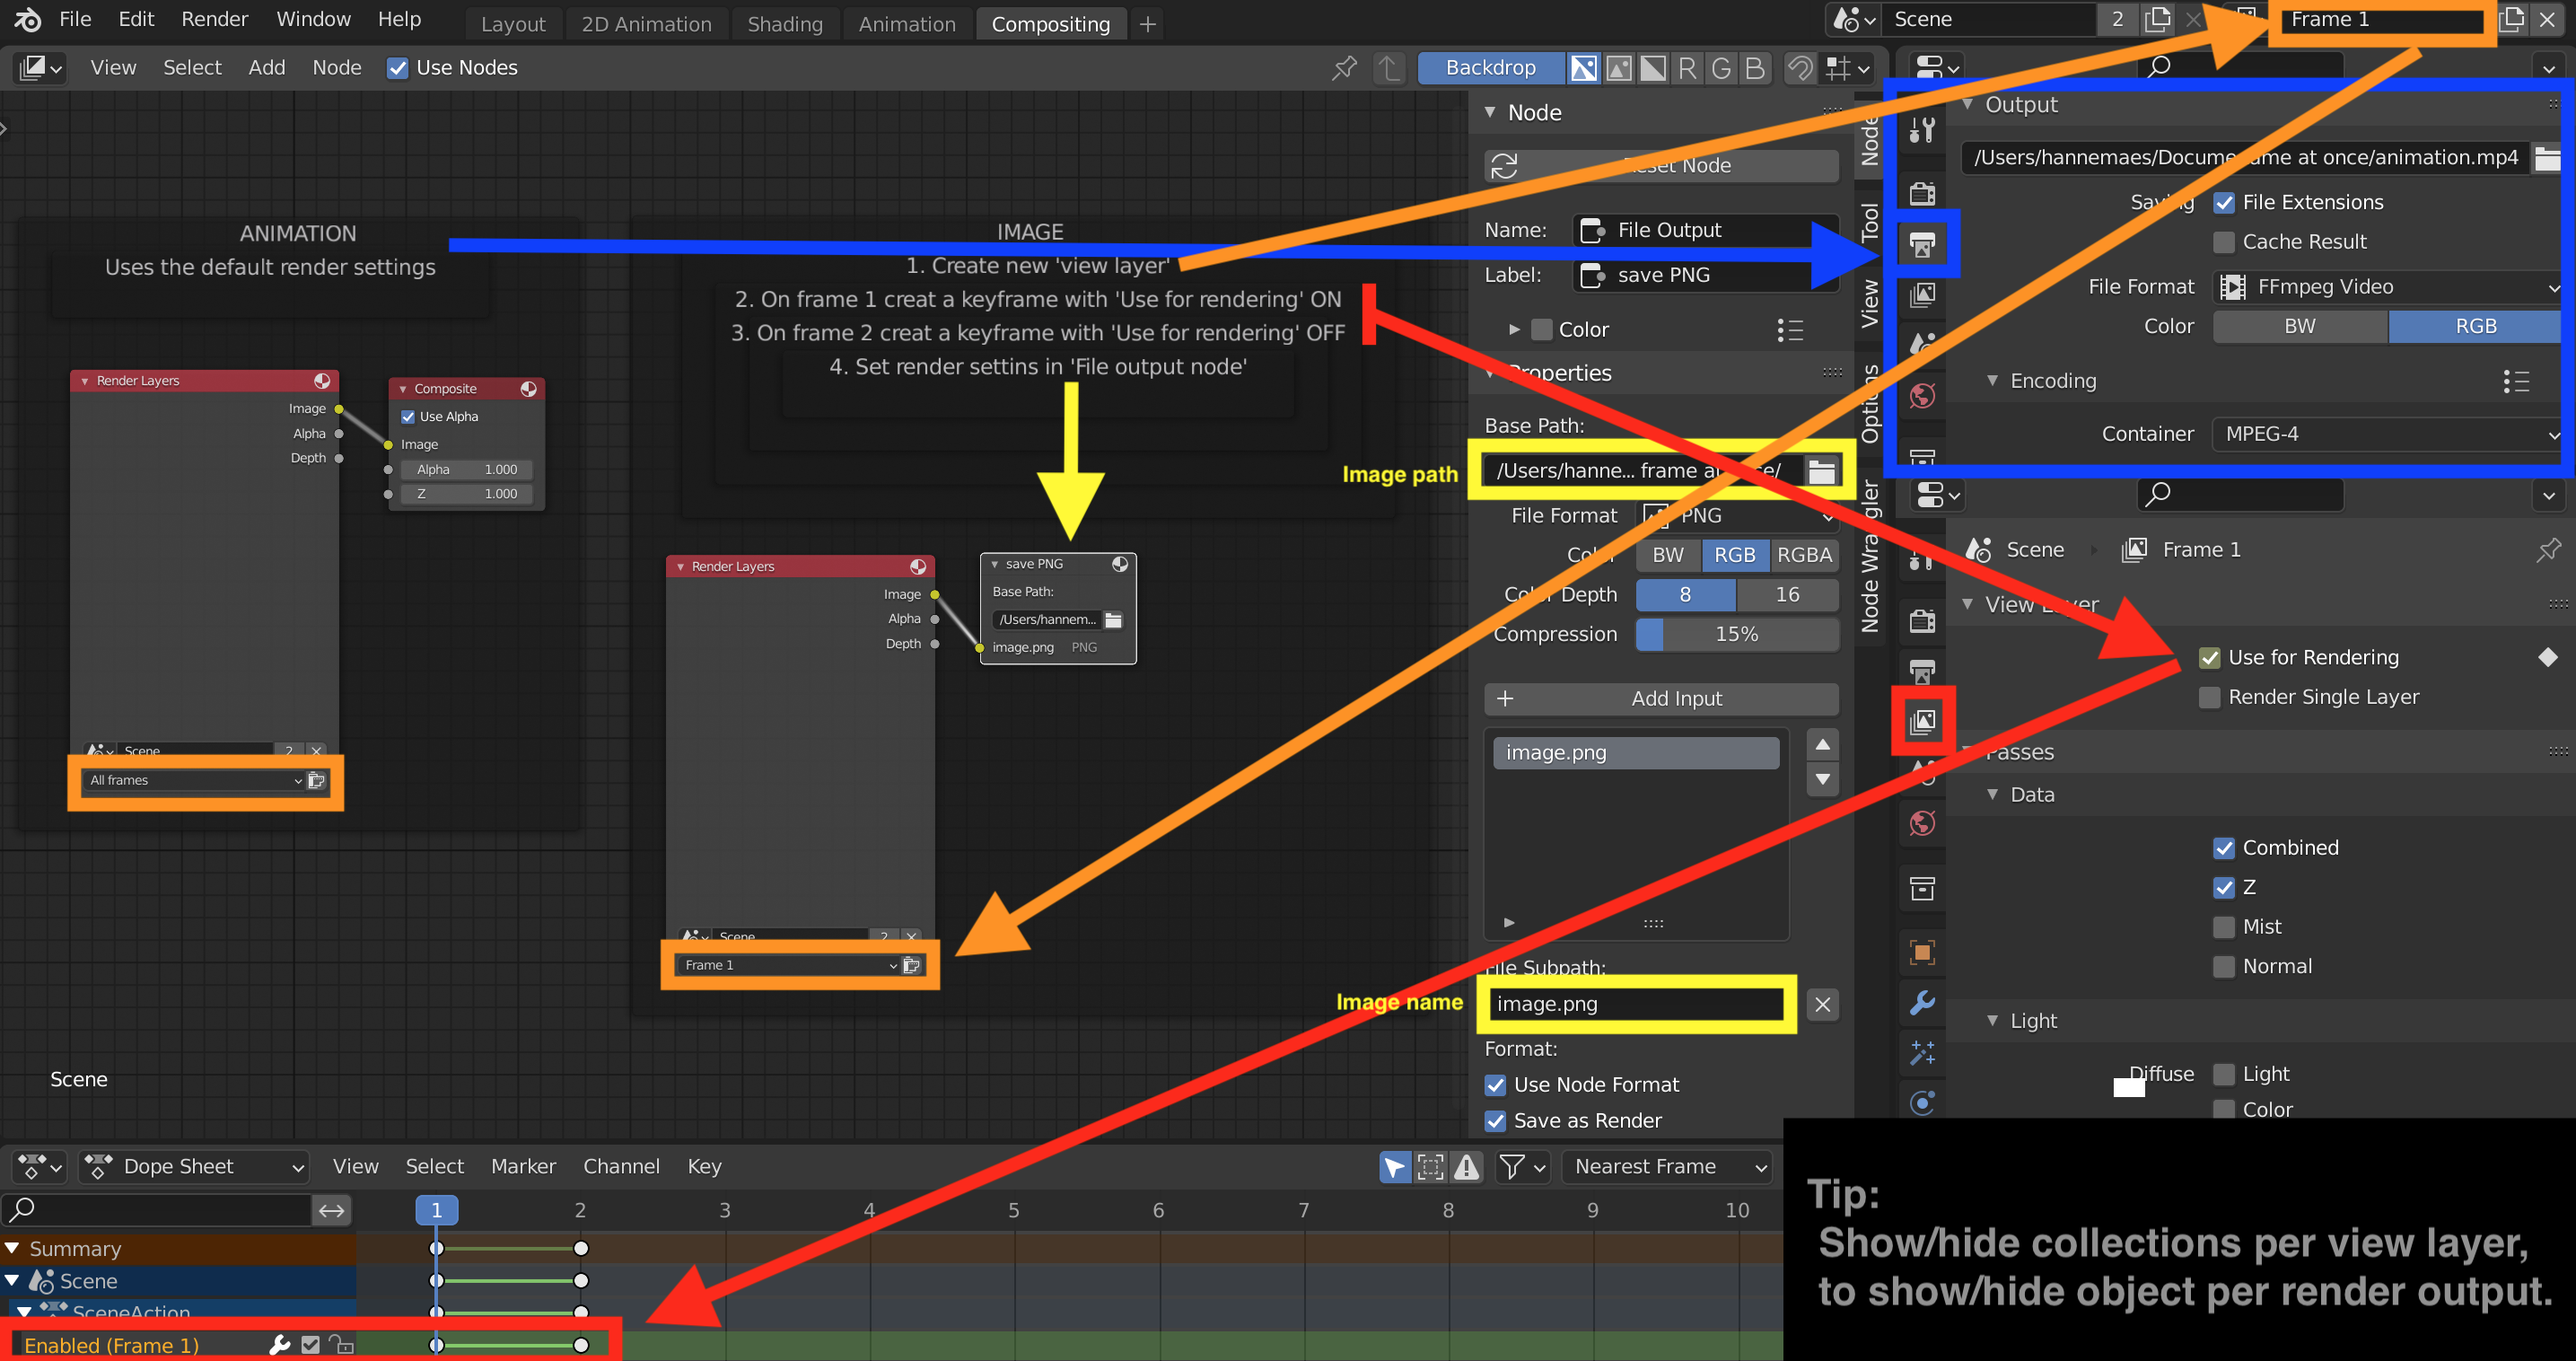 File Edit Render Window Help Layout 2D Animation Shading Animation Compositing + Scene 2 Frame 1
View Select Add Node Use Nodes Backdrop R G B
ANIMATION
Uses the default render settings
IMAGE
1. Create new 'view layer'
2. On frame 1 creat a keyframe with 'Use for rendering' ON
3. On frame 2 creat a keyframe with 'Use for rendering' OFF
4. Set render settins in 'File output node'
Render Layers
Image
Alpha
Depth
Scene 2
All frames
Composite
Use Alpha
Image
Alpha 1.000
Z 1.000
Render Layers
Image
Alpha
Depth
Scene 2
Frame 1
save PNG
Base Path:
/Users/hannem...
image.png PNG
Scene
Image path
Image name
Node
Reset Node
Name: File Output
Label: save PNG
Color
Properties
Base Path:
/Users/hanne... frame at once/
File Format PNG
Color BW RGB RGBA
Color Depth 8 16
Compression 15%
Add Input
image.png
File Subpath:
image.png
Format:
Use Node Format
Save as Render
Node
Tool
View
Options
Node Wrangler
Output
/Users/hannemaes/Docume at once/animation.mp4
Saving File Extensions
Cache Result
File Format FFmpeg Video
Color BW RGB
Encoding
Container MPEG-4
Scene Frame 1
View Layer
Use for Rendering
Render Single Layer
Passes
Data
Combined
Z
Mist
Normal
Light
Diffuse Light
Color
Dope Sheet View Select Marker Channel Key Nearest Frame
1 2 3 4 5 6 7 8 9 10
Summary
Scene
SceneAction
Enabled (Frame 1)
Tip:
Show/hide collections per view layer,
to show/hide object per render output.